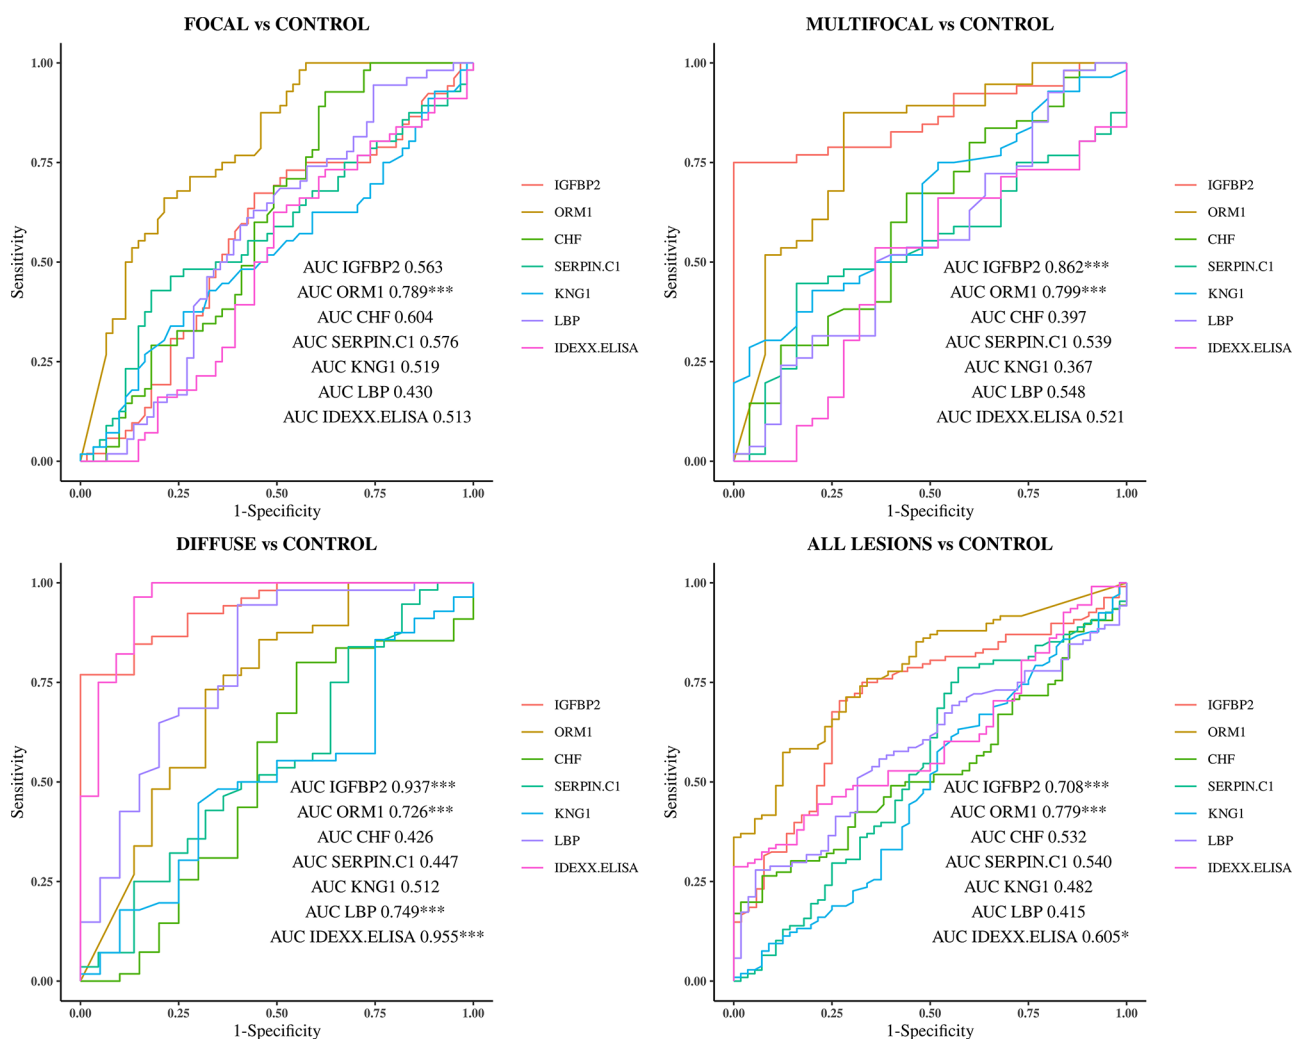 FOCAL vs CONTROL
Sensitivity
1.00
0.75
0.50
0.25
0.00
AUC IGFBP2 0.563
AUC ORM1 0.789***
AUC CHF 0.604
AUC SERPIN.C1 0.576
AUC KNG1 0.519
AUC LBP 0.430
AUC IDEXX.ELISA 0.513
0.00 0.25 0.50 0.75 1.00
1-Specificity
IGFBP2
ORM1
CHF
SERPIN.C1
KNG1
LBP
IDEXX.ELISA
MULTIFOCAL vs CONTROL
Sensitivity
1.00
0.75
0.50
0.25
0.00
AUC IGFBP2 0.862***
AUC ORM1 0.799***
AUC CHF 0.397
AUC SERPIN.C1 0.539
AUC KNG1 0.367
AUC LBP 0.548
AUC IDEXX.ELISA 0.521
0.00 0.25 0.50 0.75 1.00
1-Specificity
IGFBP2
ORM1
CHF
SERPIN.C1
KNG1
LBP
IDEXX.ELISA
DIFFUSE vs CONTROL
Sensitivity
1.00
0.75
0.50
0.25
0.00
AUC IGFBP2 0.937***
AUC ORM1 0.726***
AUC CHF 0.426
AUC SERPIN.C1 0.447
AUC KNG1 0.512
AUC LBP 0.749***
AUC IDEXX.ELISA 0.955***
0.00 0.25 0.50 0.75 1.00
1-Specificity
IGFBP2
ORM1
CHF
SERPIN.C1
KNG1
LBP
IDEXX.ELISA
ALL LESIONS vs CONTROL
Sensitivity
1.00
0.75
0.50
0.25
0.00
AUC IGFBP2 0.708***
AUC ORM1 0.779***
AUC CHF 0.532
AUC SERPIN.C1 0.540
AUC KNG1 0.482
AUC LBP 0.415
AUC IDEXX.ELISA 0.605*
0.00 0.25 0.50 0.75 1.00
1-Specificity
IGFBP2
ORM1
CHF
SERPIN.C1
KNG1
LBP
IDEXX.ELISA